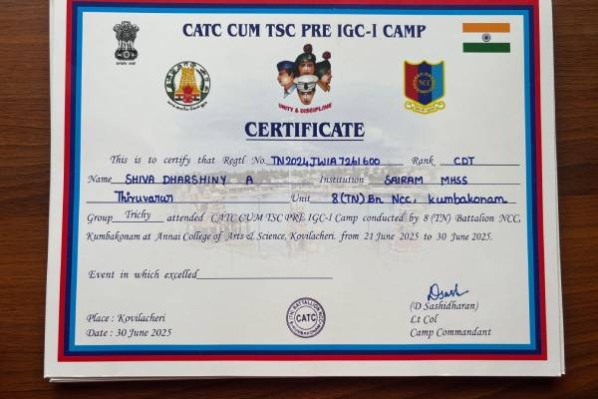 CATC CUM TSC PRE IGC-I CAMP
UNITY & DISCIPLINE
NCC
CERTIFICATE
This is to certify that Regtl No. TN2024JWIA7261600 Rank CDT
Name SHIVA DHARSHINY A Institution SAIRAM MHSS
Thiruvarur Unit 8(TN) Bn NCC, Kumbakonam
Group Trichy attended CATC CUM TSC PRE IGC-I Camp conducted by 8 (TN) Battalion NCC,
Kumbakonam at Annai College of Arts & Science, Kovilacheri. from 21 June 2025 to 30 June 2025.
Event in which excelled
(D Sashidharan)
Place : Kovilacheri
Lt Col
Date : 30 June 2025
Camp Commandant
CATC